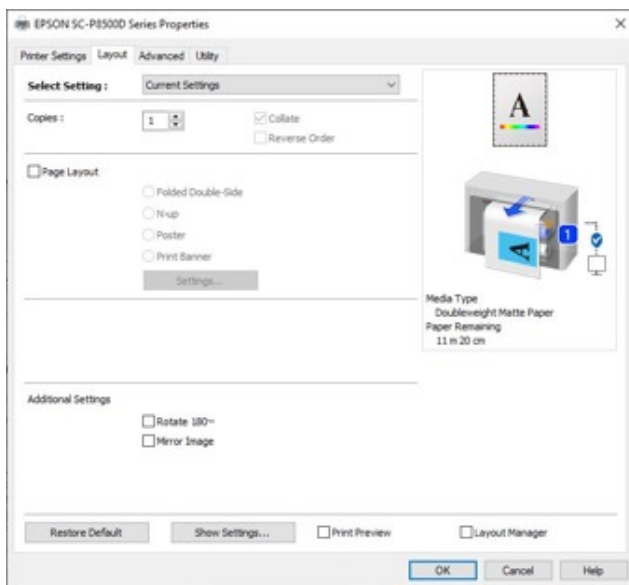 EPSON SC-P8500D Series Properties
Printer Settings Layout Advanced Utility
Select Setting : Current Settings
Copies : 1 Collate
Reverse Order
Page Layout
Folded Double-Side
N-up
Poster
Print Banner
Settings...
A
1
A
Media Type
Doubleweight Matte Paper
Paper Remaining
11 m 20 cm
Additional Settings
Rotate 180°
Mirror Image
Restore Default Show Settings... Print Preview Layout Manager
OK Cancel Help